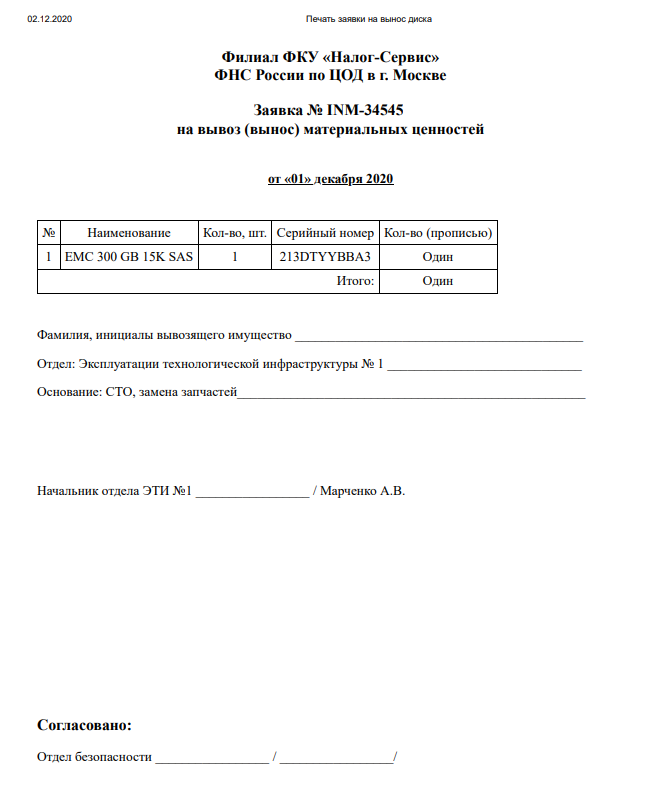 02.12.2020 Печать заявки на вынос диска
Филиал ФКУ «Налог-Сервис»
ФНС России по ЦОД в г. Москве
Заявка № INM-34545
на вывоз (вынос) материальных ценностей
от «01» декабря 2020
№ Наименование Кол-во, шт. Серийный номер Кол-во (прописью)
1 EMC 300 GB 15K SAS 1 213DTYYBBA3 Один
Итого: Один
Фамилия, инициалы вывозящего имущество ______________________
Отдел: Эксплуатации технологической инфраструктуры № 1 ______________________
Основание: СТО, замена запчастей______________________
Начальник отдела ЭТИ №1 _________________ / Марченко А.В.
Согласовано:
Отдел безопасности _________________ / _________________/